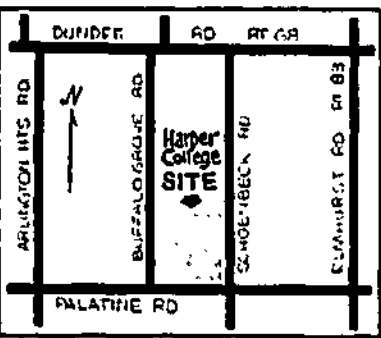 DUNDEE RD RT 68
N
ARLINGTON HTS RD
BUFFALO GROVE RD
Harper
College
SITE
SCHOENBECK RD
ELMHURST RD RT 83
PALATINE RD